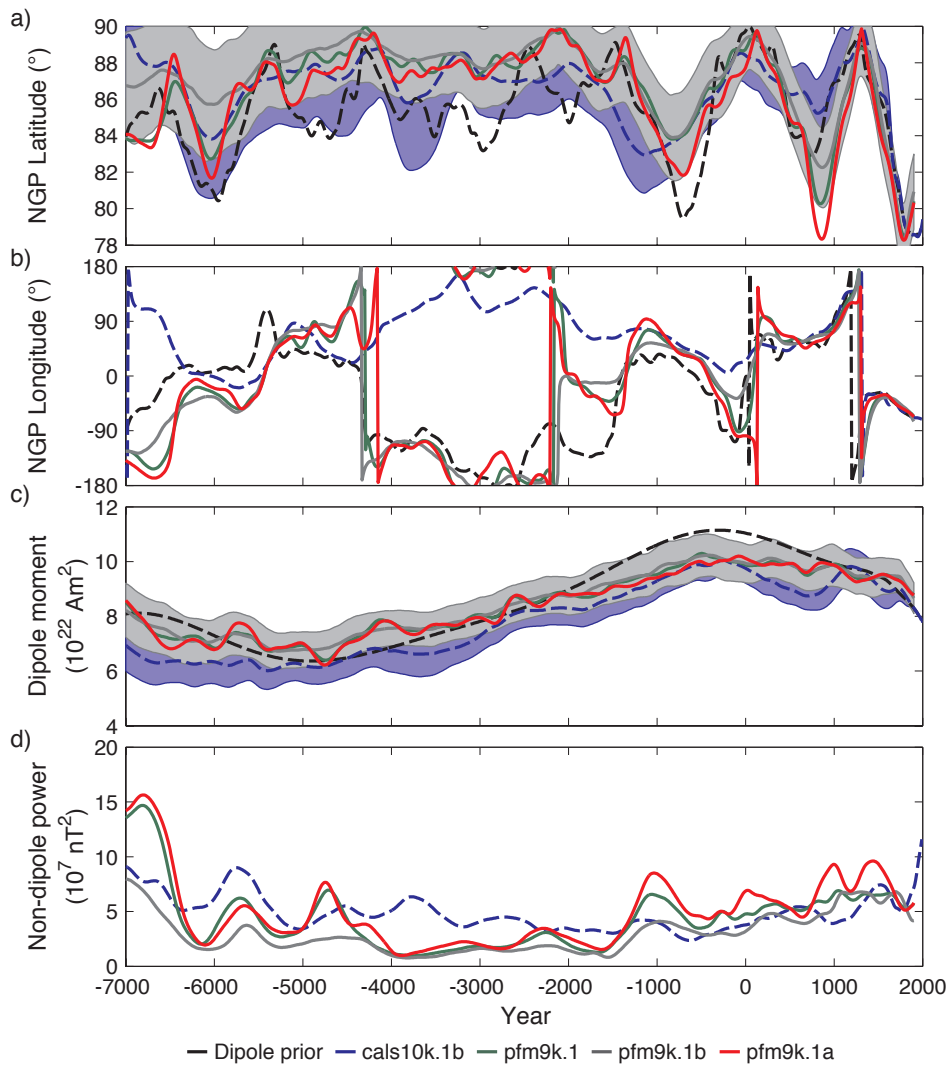 a)
NGP Latitude (°)
90
88
86
84
82
80
78
b)
NGP Longitude (°)
180
90
0
-90
-180
c)
Dipole moment
(10²² Am²)
12
10
8
6
4
d)
Non-dipole power
(10⁷ nT²)
20
15
10
5
0
-7000 -6000 -5000 -4000 -3000 -2000 -1000 0 1000 2000
Year
Dipole prior cals10k.1b pfm9k.1 pfm9k.1b pfm9k.1a